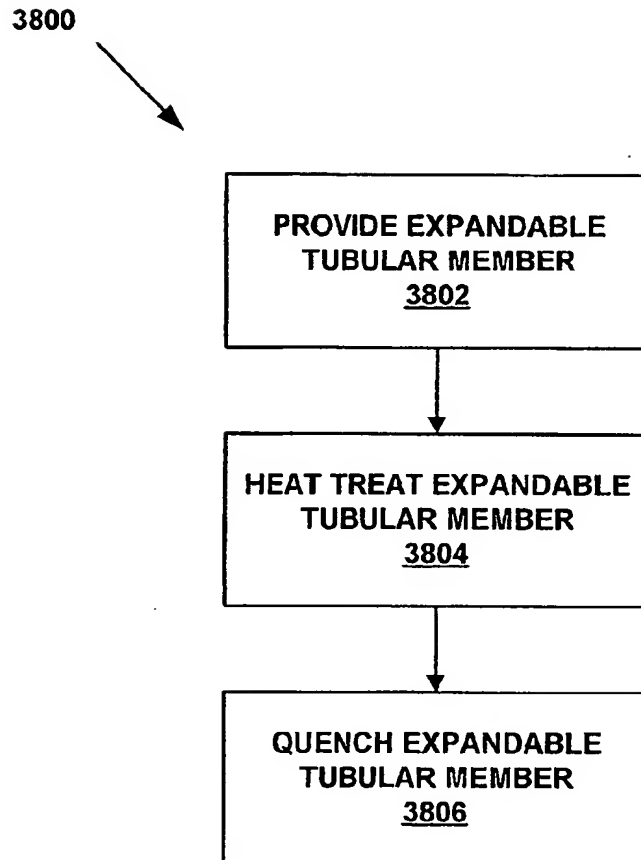 3800
PROVIDE EXPANDABLE
TUBULAR MEMBER
3802
HEAT TREAT EXPANDABLE
TUBULAR MEMBER
3804
QUENCH EXPANDABLE
TUBULAR MEMBER
3806